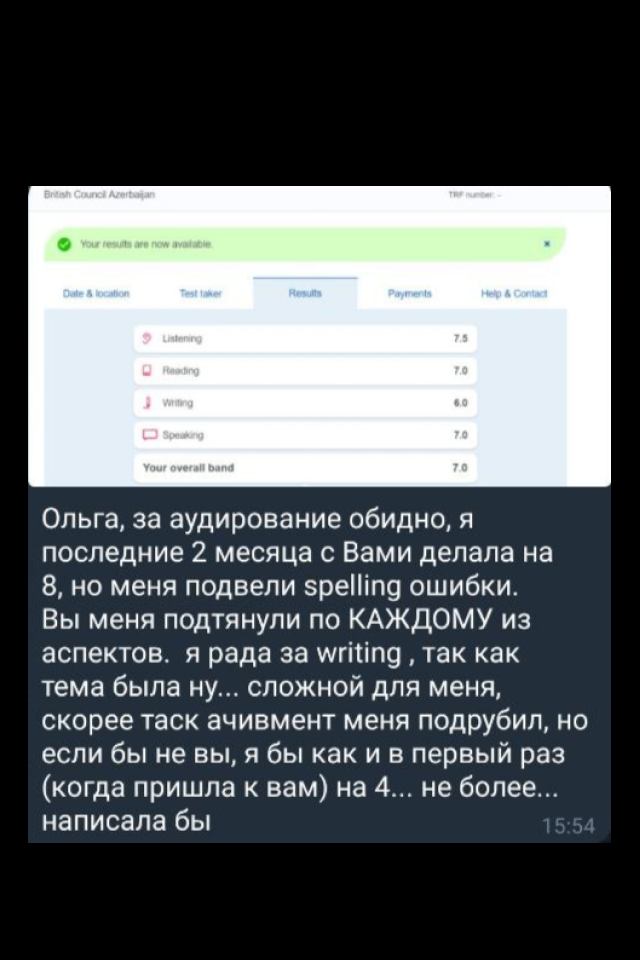 British Council Azerbaijan TRF number: -
Your results are now available. ×
Date & location Test taker Results Payments Help & Contact
Listening 7.5
Reading 7.0
Writing 6.0
Speaking 7.0
Your overall band 7.0
Ольга, за аудирование обидно, я
последние 2 месяца с Вами делала на
8, но меня подвели spelling ошибки.
Вы меня подтянули по КАЖДОМУ из
аспектов. я рада за writing , так как
тема была ну... сложной для меня,
скорее таск ачивмент меня подрубил, но
если бы не вы, я бы как и в первый раз
(когда пришла к вам) на 4... не более...
написала бы
15:54